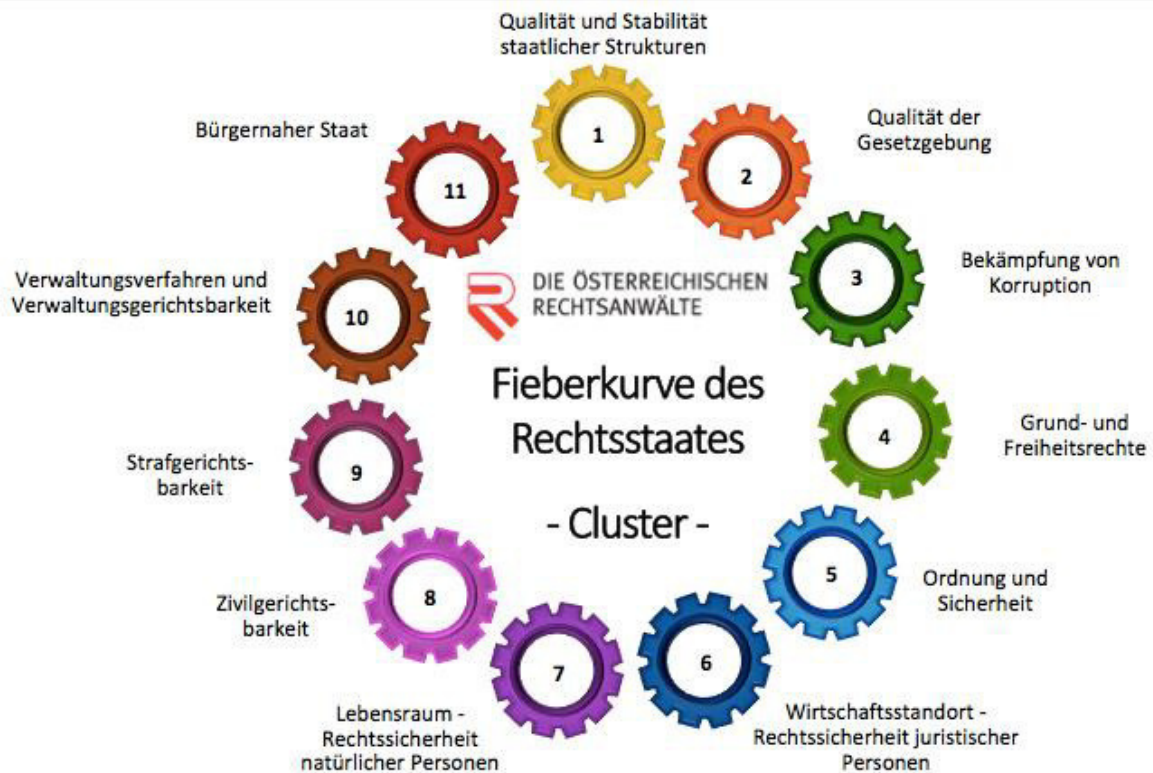 Qualität und Stabilität
staatlicher Strukturen
1
Qualität der
Gesetzgebung
2
Bekämpfung von
Korruption
3
Grund- und
Freiheitsrechte
4
Ordnung und
Sicherheit
5
Wirtschaftsstandort -
Rechtssicherheit juristischer
Personen
6
Lebensraum -
Rechtssicherheit
natürlicher Personen
7
Zivilgerichts-
barkeit
8
Strafgerichts-
barkeit
9
Verwaltungsverfahren und
Verwaltungsgerichtsbarkeit
10
Bürgernaher Staat
11
DIE ÖSTERREICHISCHEN
RECHTSANWÄLTE
Fieberkurve des
Rechtsstaates
- Cluster -